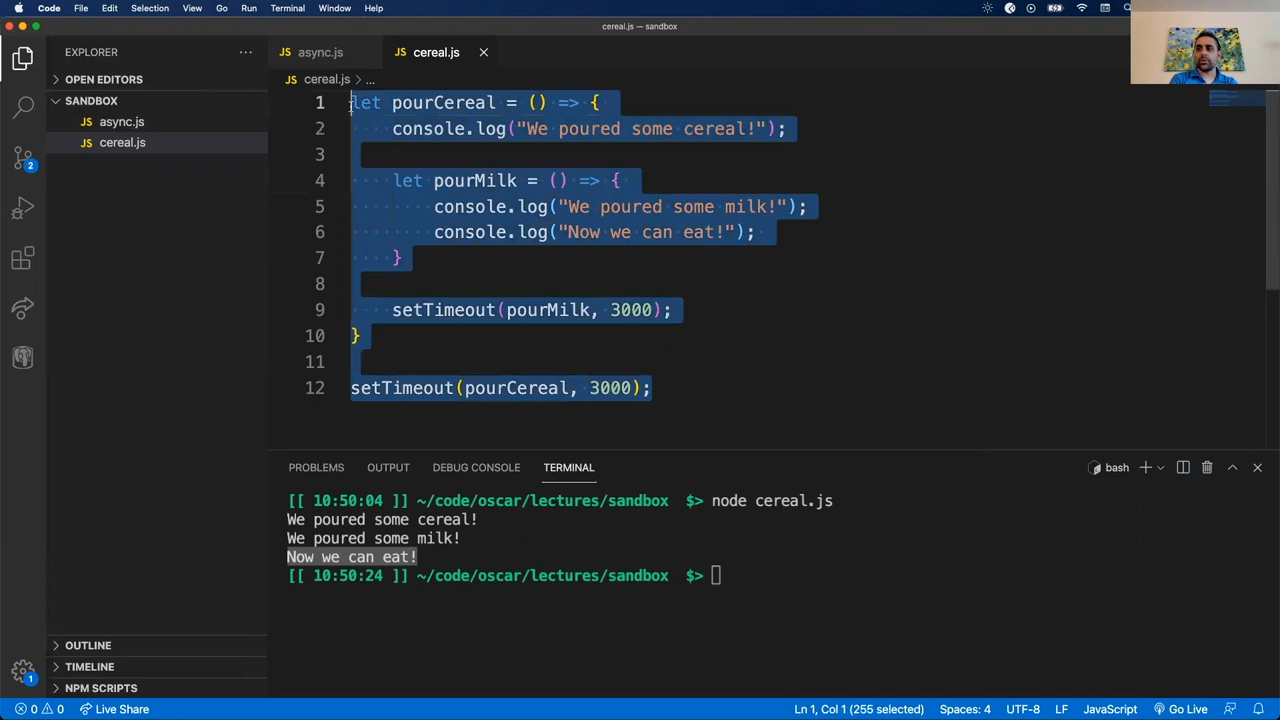 Code File Edit Selection View Go Run Terminal Window Help
cereal.js — sandbox
EXPLORER
JS async.js
JS cereal.js
JS cereal.js > ...
OPEN EDITORS
SANDBOX
JS async.js
JS cereal.js
1 let pourCereal = () => {
2 console.log("We poured some cereal!");
3
4 let pourMilk = () => {
5 console.log("We poured some milk!");
6 console.log("Now we can eat!");
7 }
8
9 setTimeout(pourMilk, 3000);
10 }
11
12 setTimeout(pourCereal, 3000);
2
PROBLEMS OUTPUT DEBUG CONSOLE TERMINAL
bash
[[ 10:50:04 ]] ~/code/oscar/lectures/sandbox $> node cereal.js
We poured some cereal!
We poured some milk!
Now we can eat!
[[ 10:50:24 ]] ~/code/oscar/lectures/sandbox $>
OUTLINE
TIMELINE
NPM SCRIPTS
1
0 0 Live Share
Ln 1, Col 1 (255 selected) Spaces: 4 UTF-8 LF JavaScript Go Live